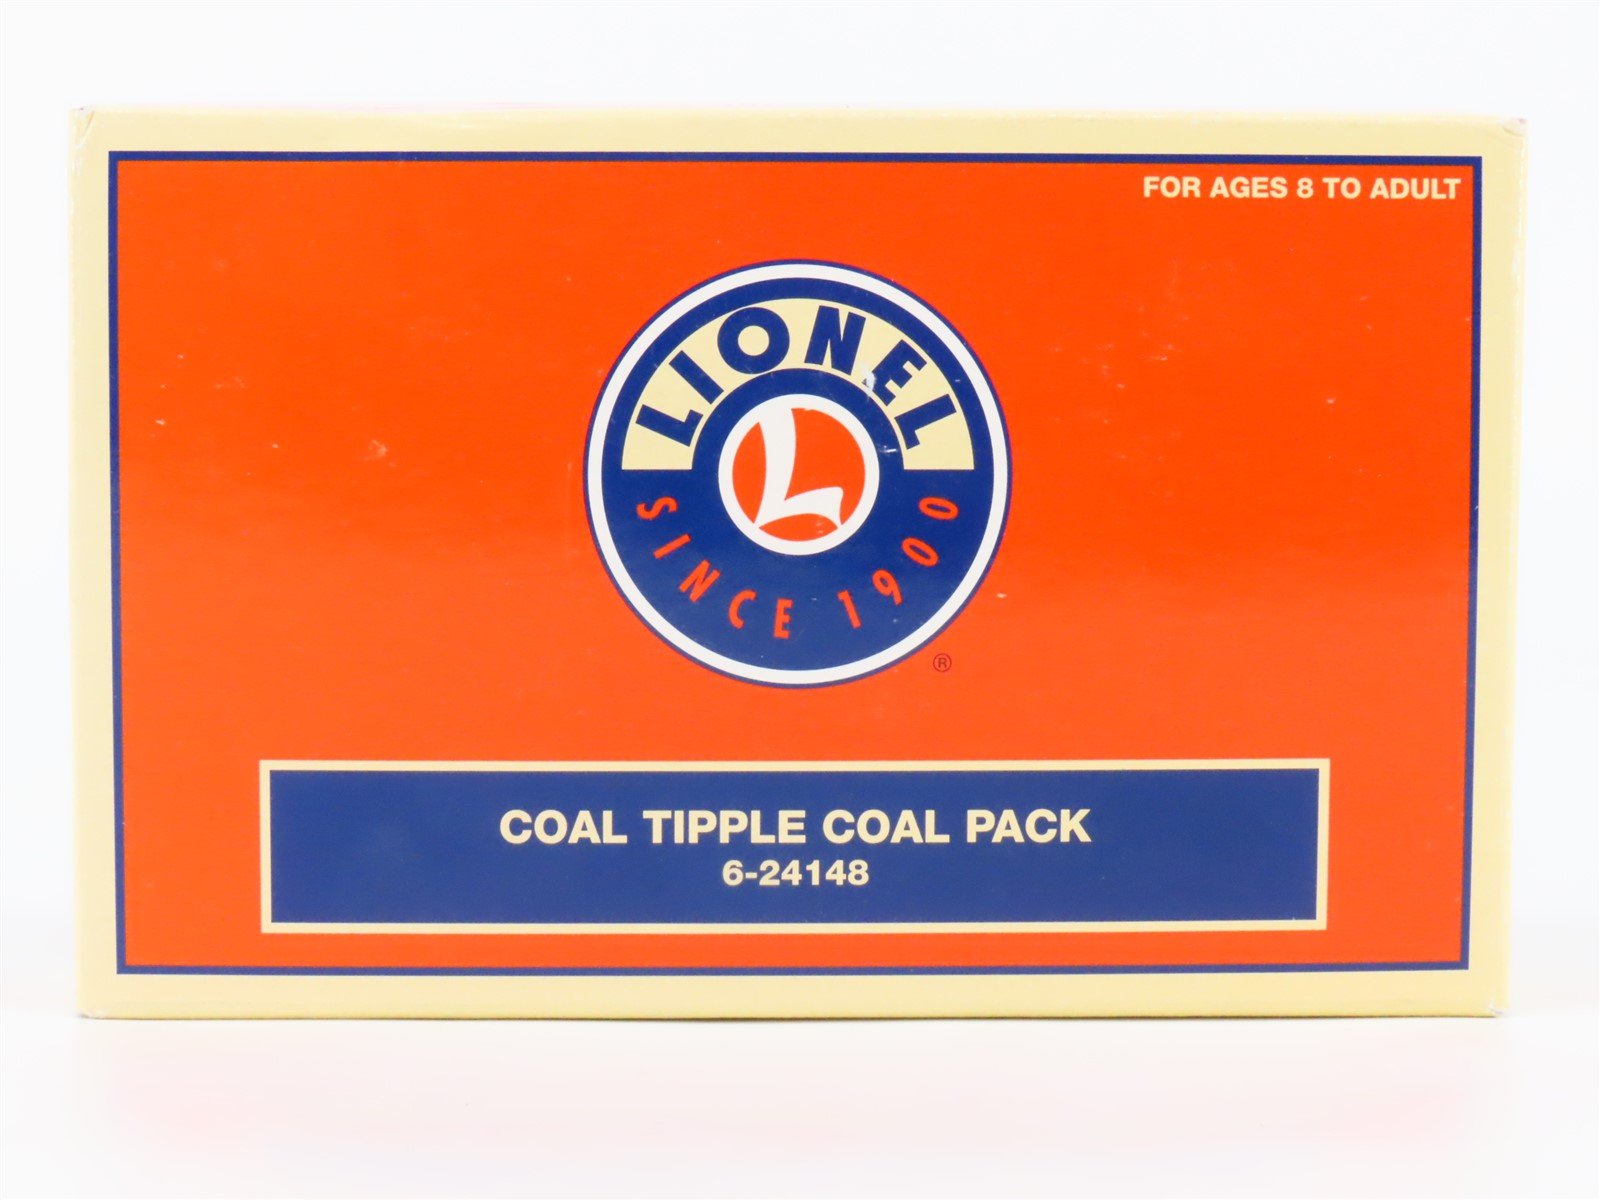 FOR AGES 8 TO ADULT
LIONEL
L
SINCE 1900
®
COAL TIPPLE COAL PACK
6-24148